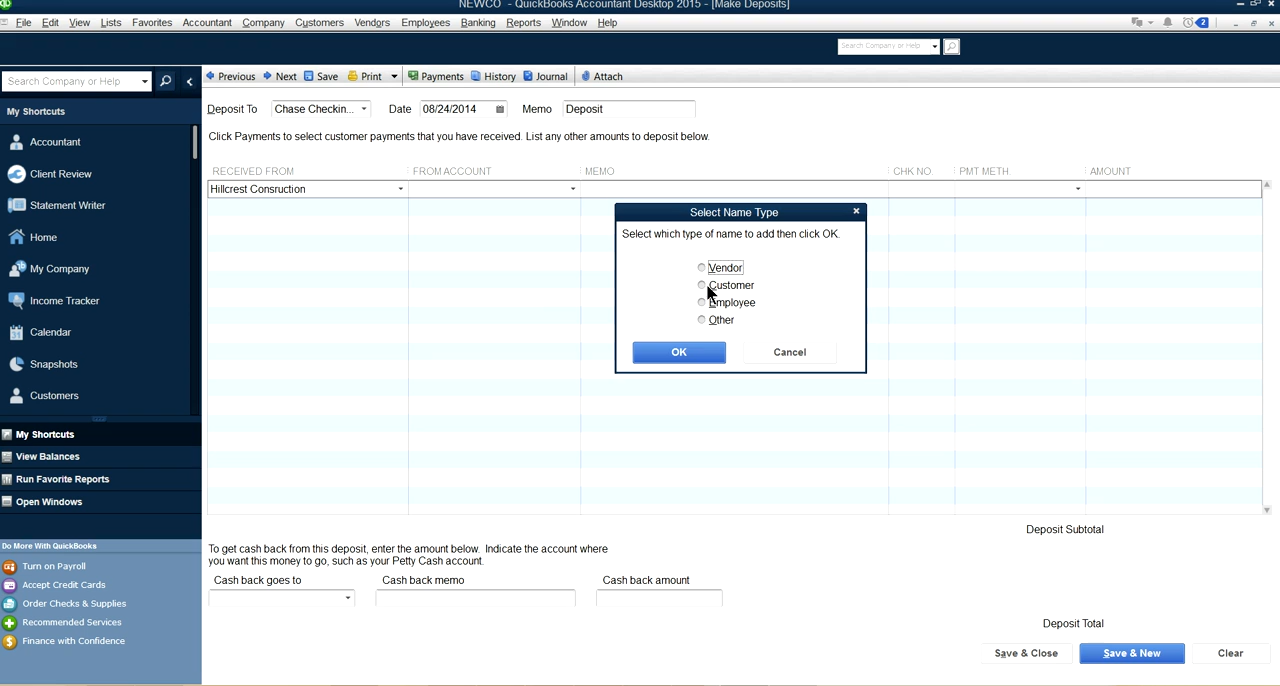 NEWCO - QuickBooks Accountant Desktop 2015 - [Make Deposits]
File Edit View Lists Favorites Accountant Company Customers Vendors Employees Banking Reports Window Help 2
Search Company or Help
Search Company or Help
Previous Next Save Print Payments History Journal Attach
My Shortcuts
Accountant
Client Review
Statement Writer
Home
My Company
Income Tracker
Calendar
Snapshots
Customers
My Shortcuts
View Balances
Run Favorite Reports
Open Windows
Do More With QuickBooks
Turn on Payroll
Accept Credit Cards
Order Checks & Supplies
Recommended Services
Finance with Confidence
Deposit To Chase Checkin... Date 08/24/2014 Memo Deposit
Click Payments to select customer payments that you have received. List any other amounts to deposit below.
RECEIVED FROM FROM ACCOUNT MEMO CHK NO. PMT METH. AMOUNT
Hillcrest Consruction
Select Name Type
Select which type of name to add then click OK.
Vendor
Customer
Employee
Other
OK Cancel
Deposit Subtotal
To get cash back from this deposit, enter the amount below. Indicate the account where
you want this money to go, such as your Petty Cash account.
Cash back goes to Cash back memo Cash back amount
Deposit Total
Save & Close Save & New Clear